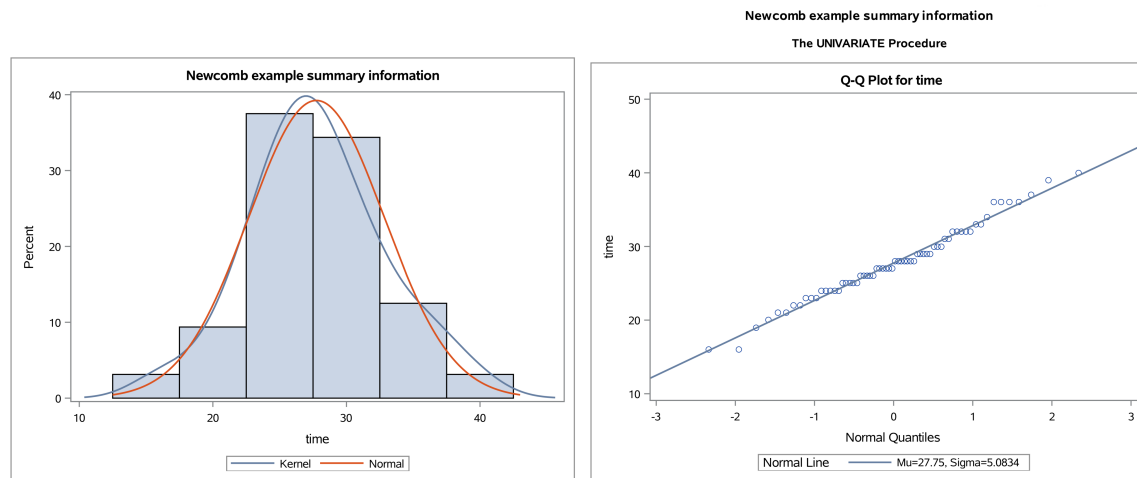 Newcomb example summary information
The UNIVARIATE Procedure
Newcomb example summary information
40
30
20
10
0
Percent
10
20
30
40
time
Kernel
Normal
Q-Q Plot for time
50
40
30
20
10
time
-3
-2
-1
0
1
2
3
Normal Quantiles
Normal Line
Mu=27.75, Sigma=5.0834